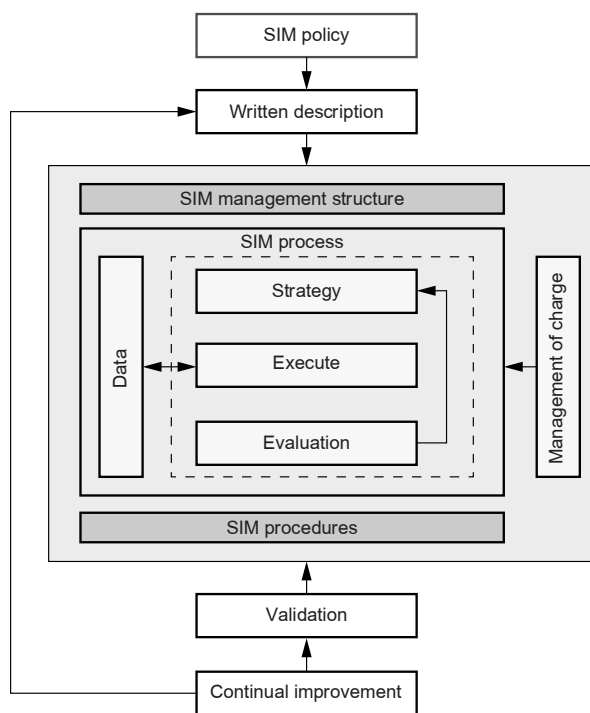 SIM policy
Written description
SIM management structure
SIM process
Strategy
Data
Execute
Management of charge
Evaluation
SIM procedures
Validation
Continual improvement